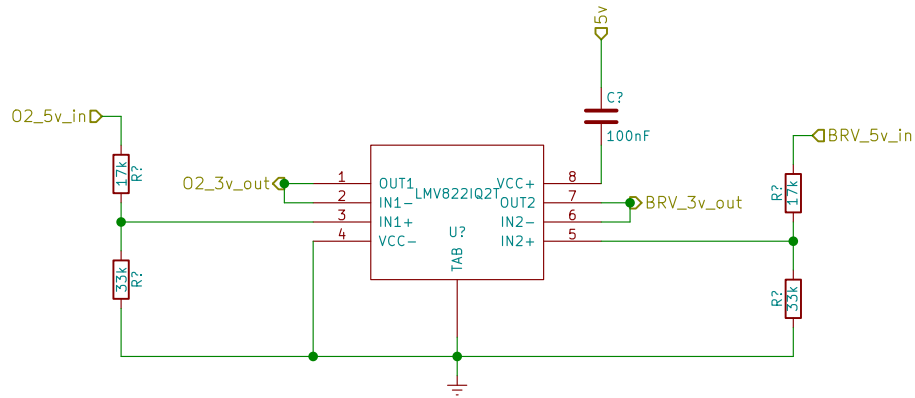 5v
C?
100nF
O2_5v_in
BRV_5v_in
17k
R?
O2_3v_out
1
2
3
4
OUT1
IN1-
IN1+
VCC-
LMV822IQ2T
U?
TAB
VCC+
OUT2
IN2-
IN2+
8
7
6
5
BRV_3v_out
R?
17k
33k
R?
R?
33k